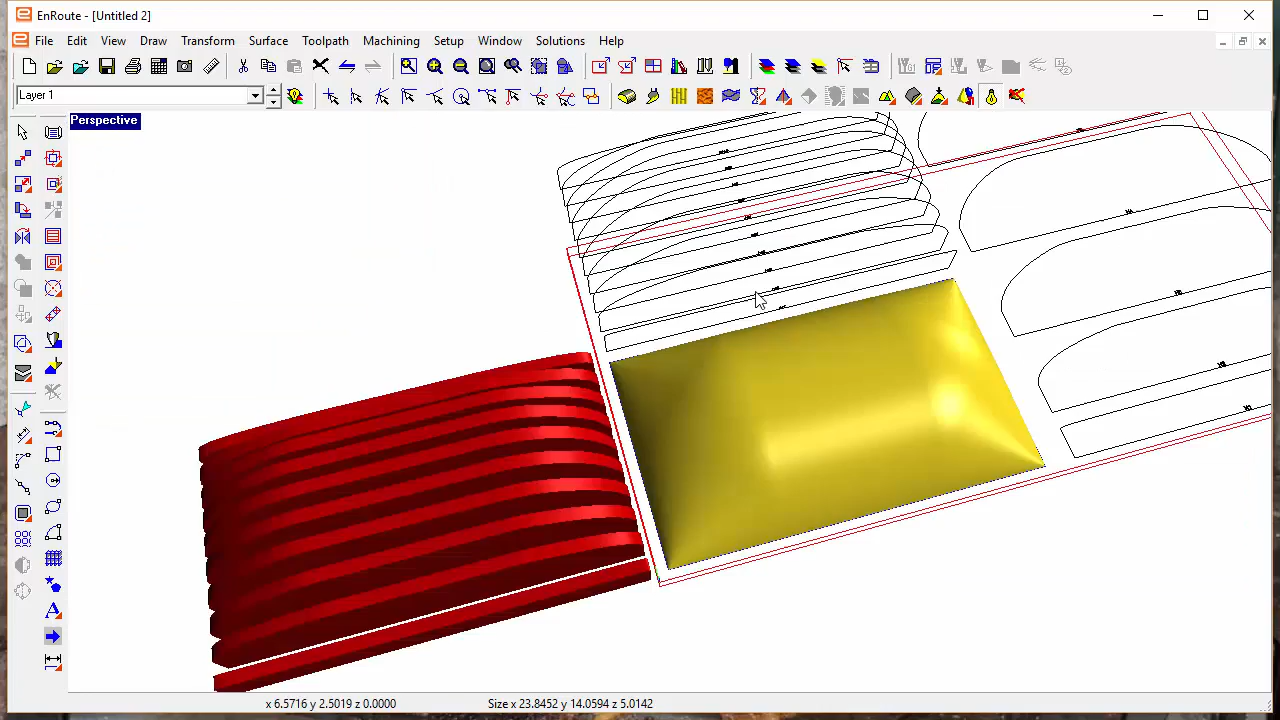 EnRoute - [Untitled 2]
File Edit View Draw Transform Surface Toolpath Machining Setup Window Solutions Help
Layer 1
Perspective
x 6.5716 y 2.5019 z 0.0000 Size x 23.8452 y 14.0594 z 5.0142